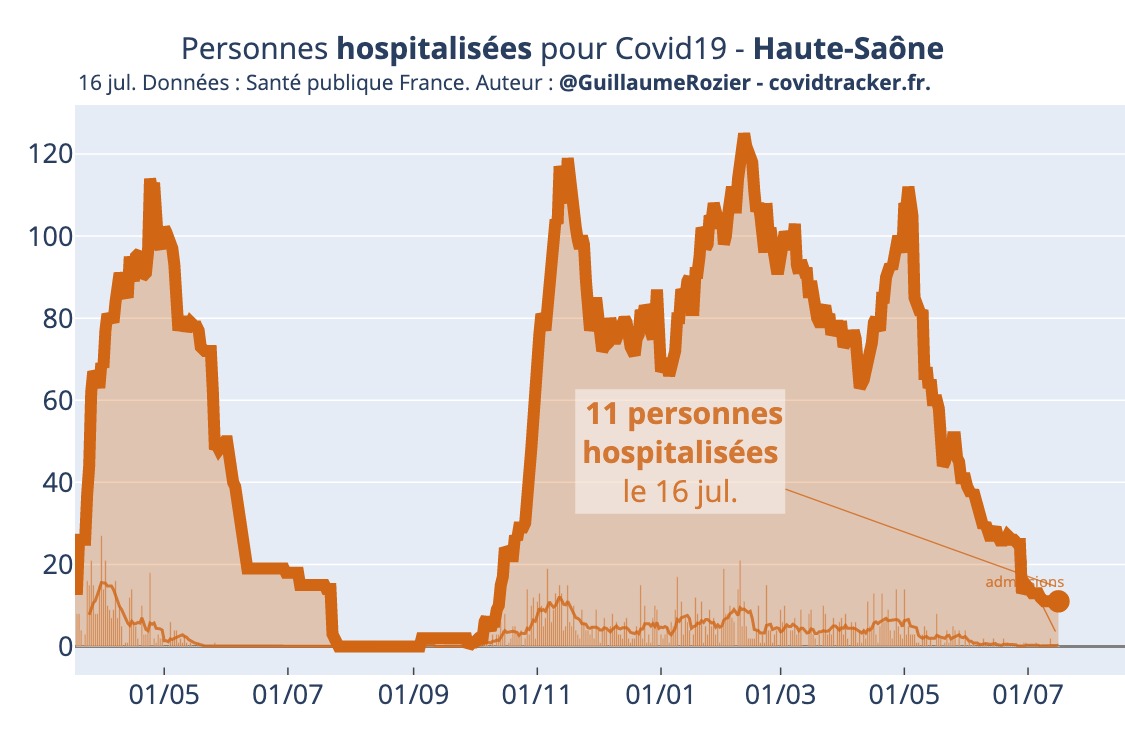 Personnes hospitalisées pour Covid19 - Haute-Saône
16 jul. Données : Santé publique France. Auteur : @GuillaumeRozier - covidtracker.fr.
120
100
80
60
40
20
0
11 personnes
hospitalisées
le 16 jul.
admissions
01/05 01/07 01/09 01/11 01/01 01/03 01/05 01/07